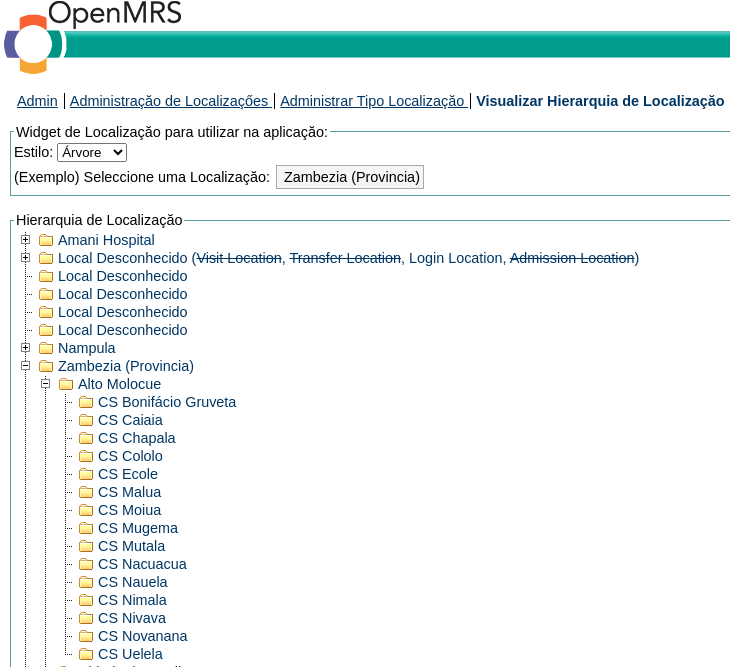 OpenMRS
Admin | Administração de Localizações | Administrar Tipo Localização | Visualizar Hierarquia de Localização
Widget de Localização para utilizar na aplicação:
Estilo: Árvore
(Exemplo) Seleccione uma Localização: Zambezia (Provincia)
Hierarquia de Localização
Amani Hospital
Local Desconhecido (Visit Location, Transfer Location, Login Location, Admission Location)
Local Desconhecido
Local Desconhecido
Local Desconhecido
Local Desconhecido
Nampula
Zambezia (Provincia)
Alto Molocue
CS Bonifácio Gruveta
CS Caiaia
CS Chapala
CS Cololo
CS Ecole
CS Malua
CS Moiua
CS Mugema
CS Mutala
CS Nacuacua
CS Nauela
CS Nimala
CS Nivava
CS Novanana
CS Uelela